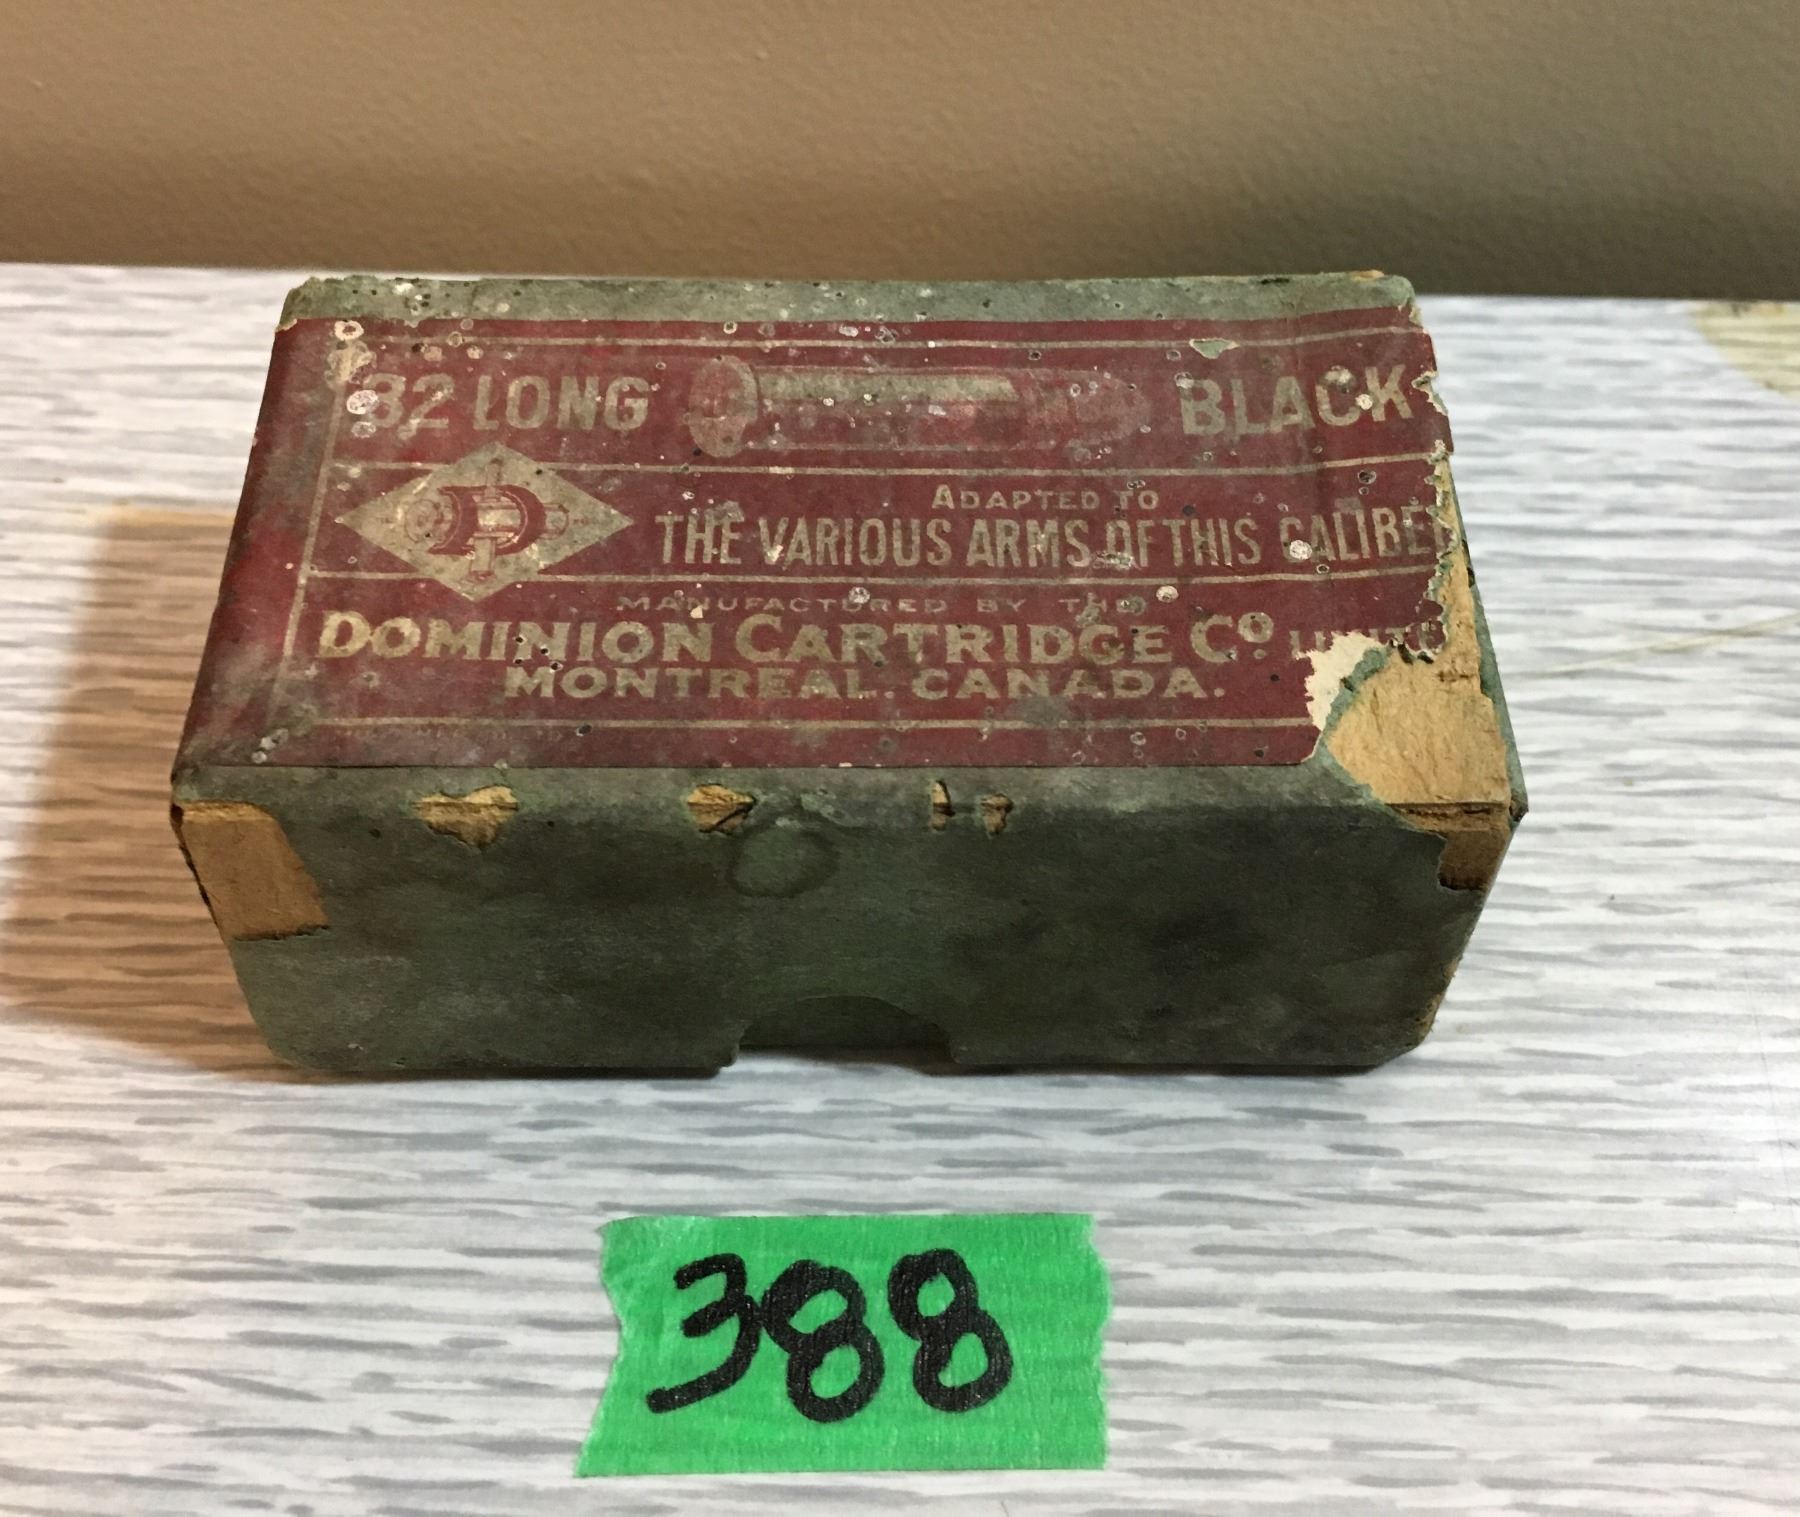 32 LONG BLACK
ADAPTED TO
THE VARIOUS ARMS OF THIS CALIBE
MANUFACTURED BY THE
DOMINION CARTRIDGE Co. LIMITE
MONTREAL. CANADA.
388